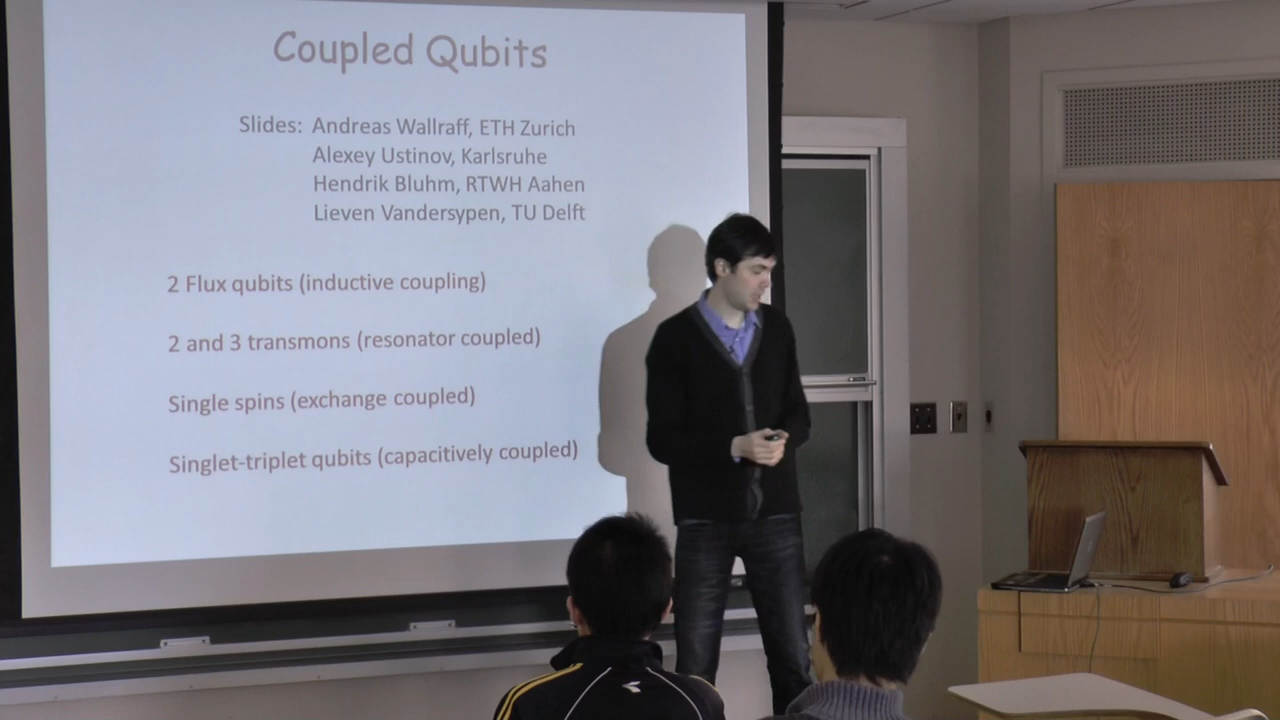 Coupled Qubits
Slides: Andreas Wallraff, ETH Zurich
Alexey Ustinov, Karlsruhe
Hendrik Bluhm, RTWH Aahen
Lieven Vandersypen, TU Delft
2 Flux qubits (inductive coupling)
2 and 3 transmons (resonator coupled)
Single spins (exchange coupled)
Singlet-triplet qubits (capacitively coupled)